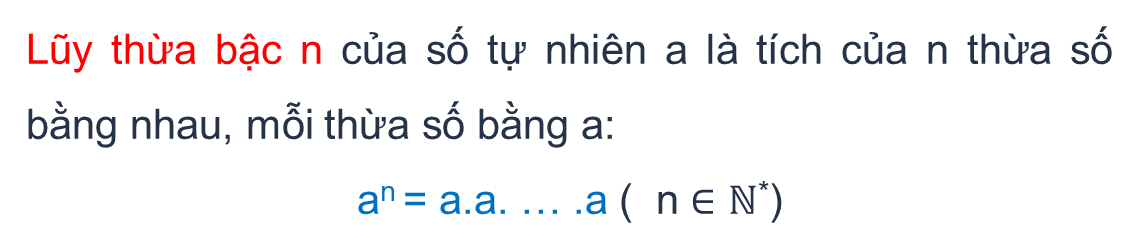 Lũy thừa bậc n của số tự nhiên a là tích của n thừa số
bằng nhau, mỗi thừa số bằng a:
aⁿ = a.a. … .a ( n ∈ ℕ*)